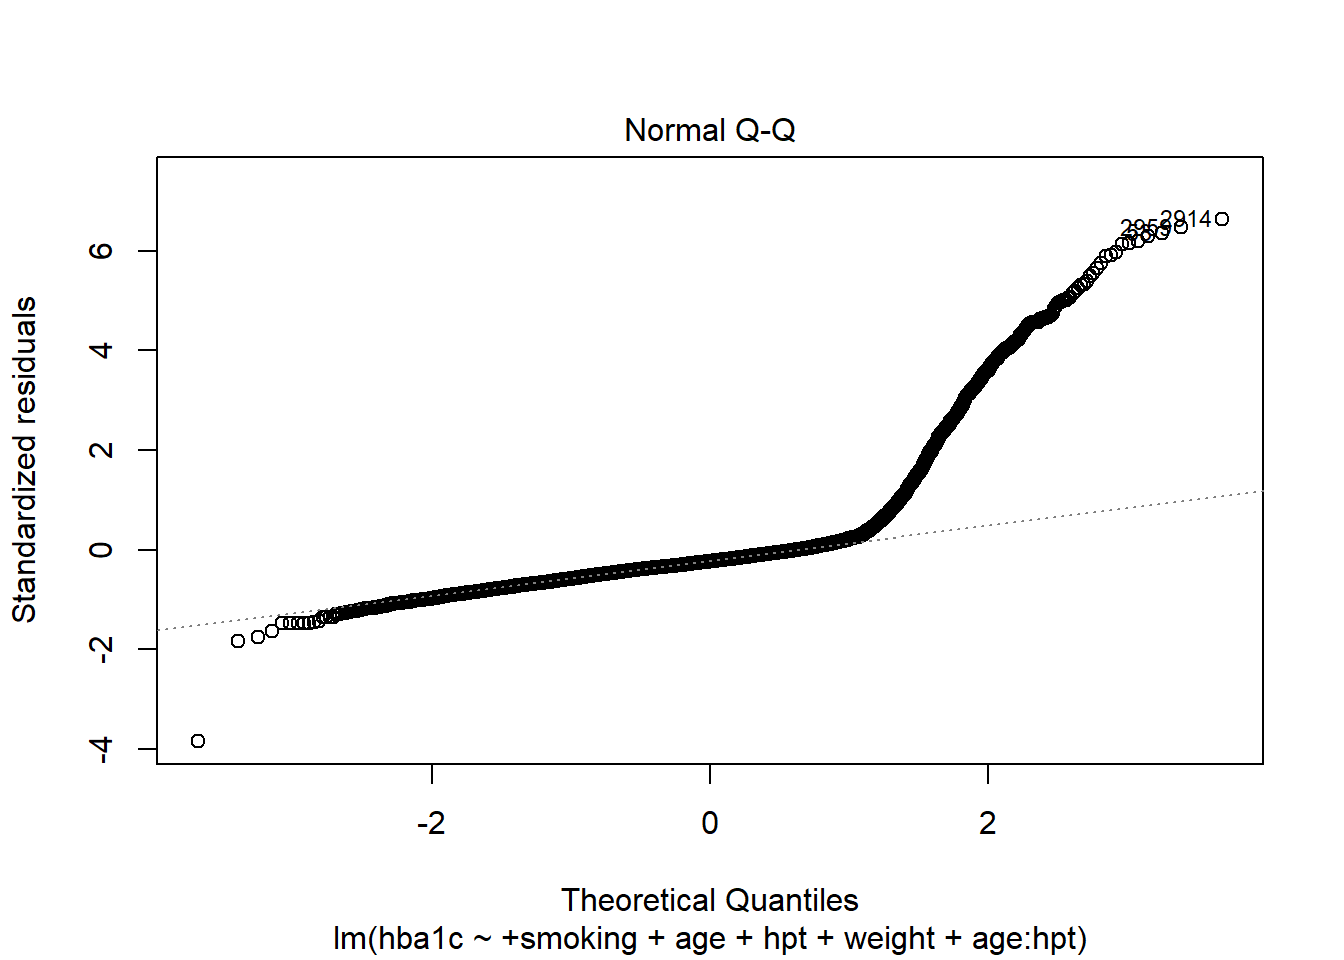 Normal Q-Q
Standardized residuals
6
4
2
0
-2
-4
2914
-2
0
2
Theoretical Quantiles
lm(hba1c ~ +smoking + age + hpt + weight + age:hpt)